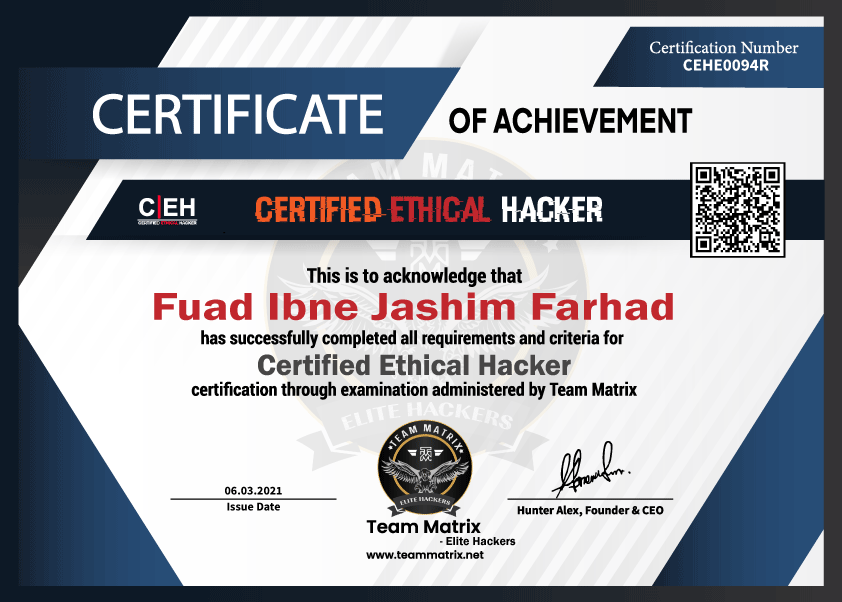 Certification Number
CEHE0094R
CERTIFICATE
OF ACHIEVEMENT
C|EH
CERTIFIED ETHICAL HACKER
CERTIFIED ETHICAL HACKER
This is to acknowledge that
Fuad Ibne Jashim Farhad
has successfully completed all requirements and criteria for
Certified Ethical Hacker
certification through examination administered by Team Matrix
ELITE HACKERS
TEAM MATRIX
ELITE HACKERS
06.03.2021
Issue Date
Hunter Alex, Founder & CEO
Team Matrix
- Elite Hackers
www.teammatrix.net